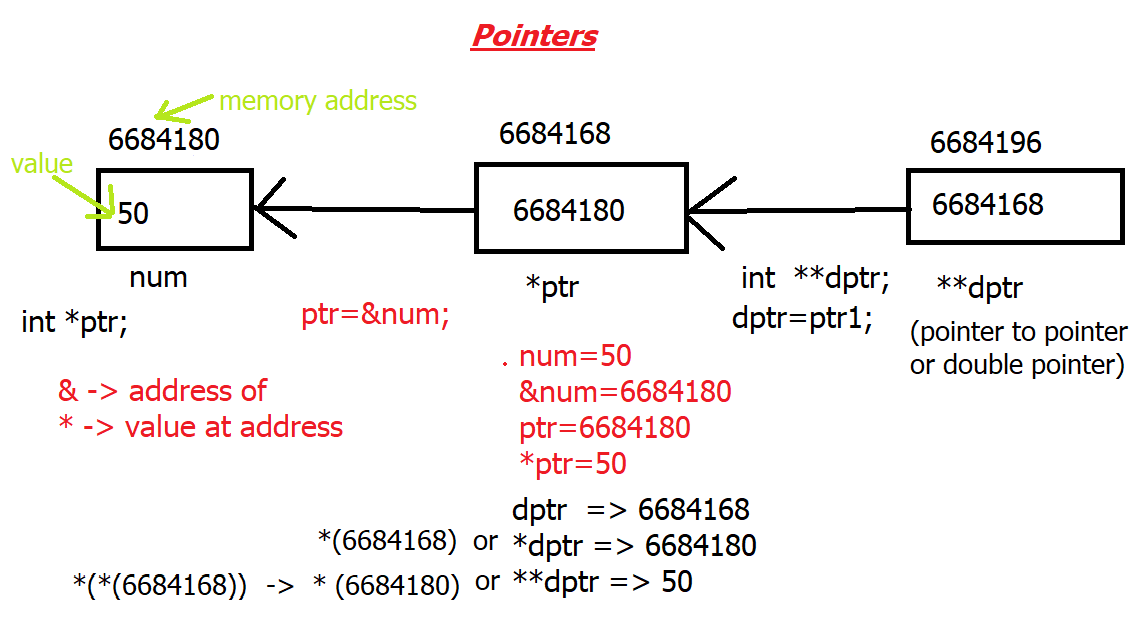 Pointers
memory address
6684180
6684168
6684196
value
50
6684180
6684168
num
*ptr
int  **dptr;
**dptr
int *ptr;
ptr=&num;
dptr=ptr1;
(pointer to pointer
or double pointer)
. num=50
& -> address of
&num=6684180
* -> value at address
ptr=6684180
*ptr=50
dptr  => 6684168
*(6684168)  or  *dptr => 6684180
*(*(6684168))  ->  * (6684180) or  **dptr => 50